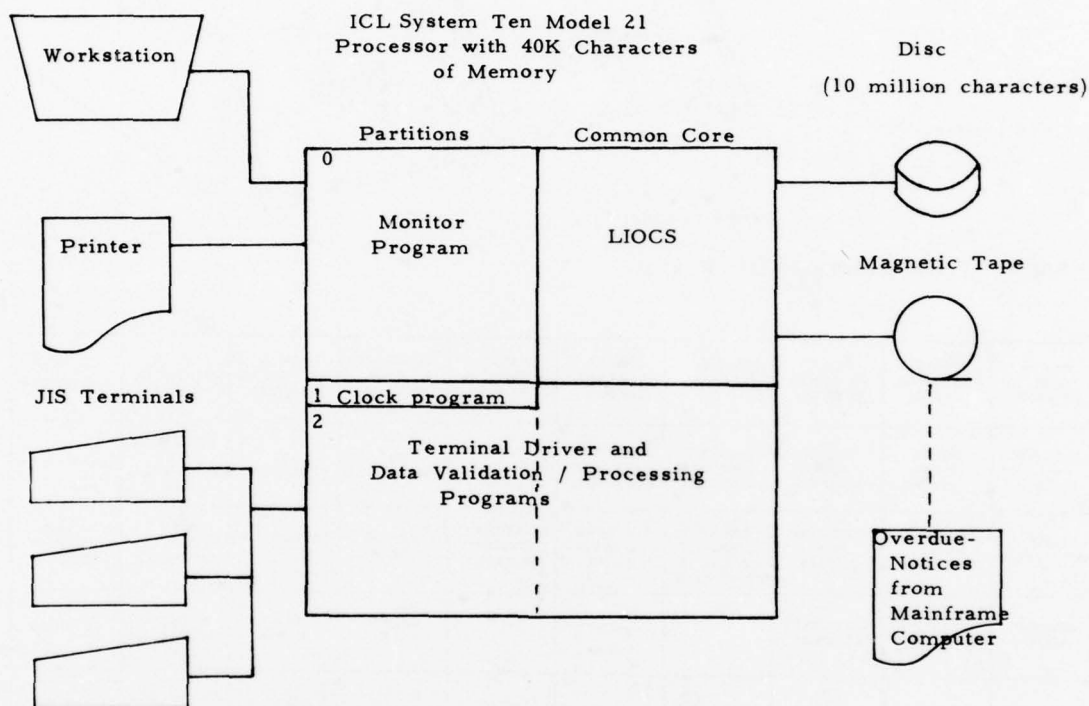 ICL System Ten Model 21
Processor with 40K Characters
of Memory
Workstation
Disc
(10 million characters)
Partitions
Common Core
0
Monitor
Program
LIOCS
Printer
Magnetic Tape
JIS Terminals
1 Clock program
2
Terminal Driver and
Data Validation / Processing
Programs
Overdue-
Notices
from
Mainframe
Computer